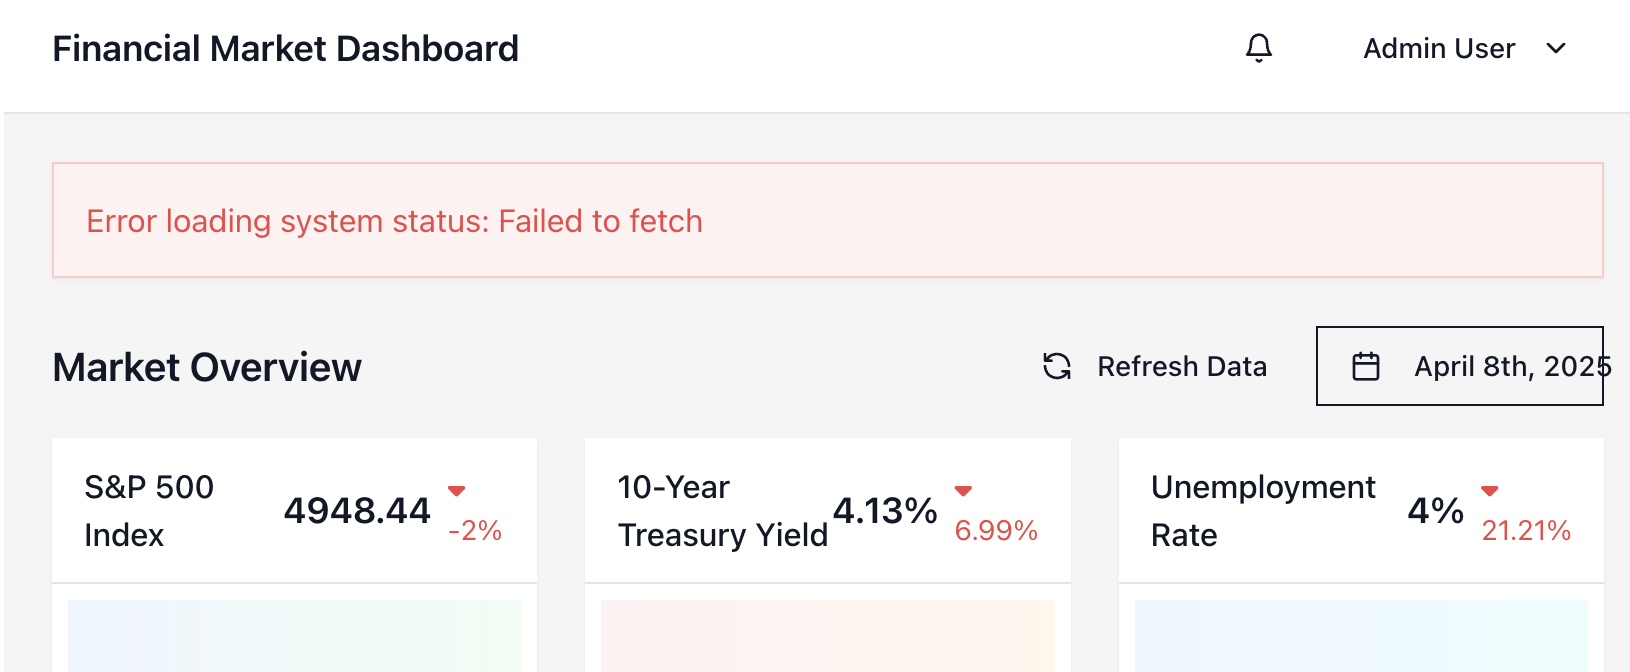 Financial Market Dashboard
Admin User
Error loading system status: Failed to fetch
Market Overview
Refresh Data
April 8th, 2025
S&P 500
Index
4948.44
-2%
10-Year
Treasury Yield
4.13%
6.99%
Unemployment
Rate
4%
21.21%